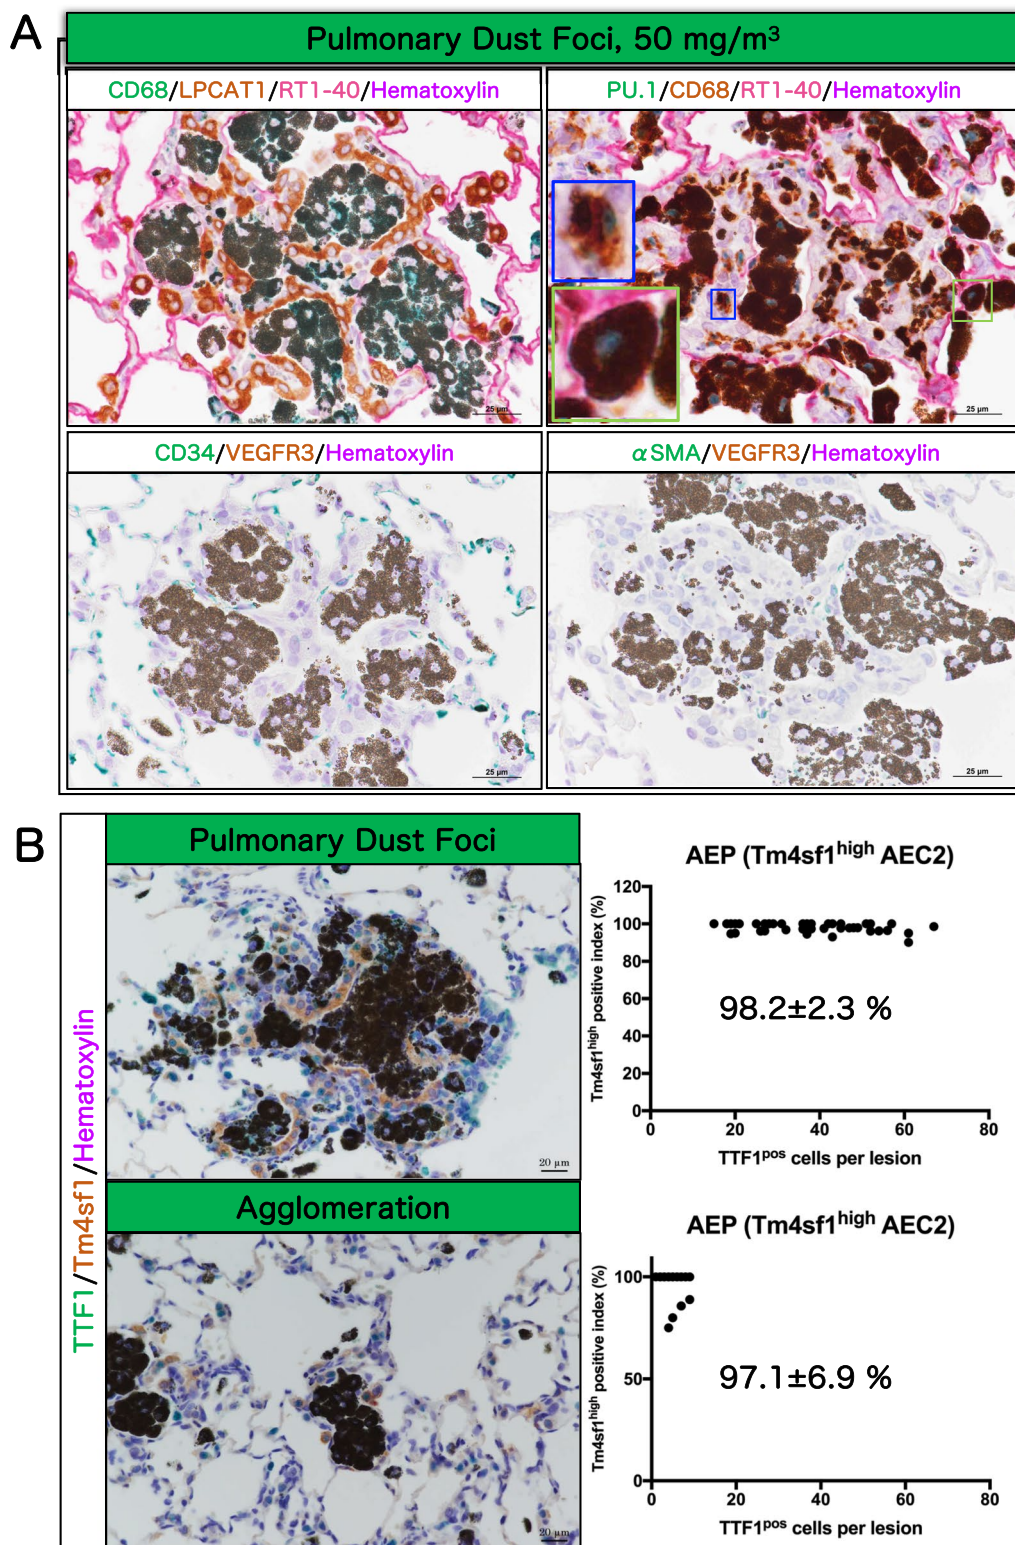 A
Pulmonary Dust Foci, 50 mg/m³
CD68/LPCAT1/RT1-40/Hematoxylin
PU.1/CD68/RT1-40/Hematoxylin
25 μm
25 μm
CD34/VEGFR3/Hematoxylin
αSMA/VEGFR3/Hematoxylin
25 μm
25 μm
B
TTF1/Tm4sf1/Hematoxylin
Pulmonary Dust Foci
20 μm
AEP (Tm4sf1ʰⁱᵍʰ AEC2)
Tm4sf1ʰⁱᵍʰ positive index (%)
120
100
80
60
40
20
0
98.2±2.3 %
0 20 40 60 80
TTF1ᵖᵒˢ cells per lesion
Agglomeration
20 μm
AEP (Tm4sf1ʰⁱᵍʰ AEC2)
Tm4sf1ʰⁱᵍʰ positive index (%)
100
50
0
97.1±6.9 %
0 20 40 60 80
TTF1ᵖᵒˢ cells per lesion